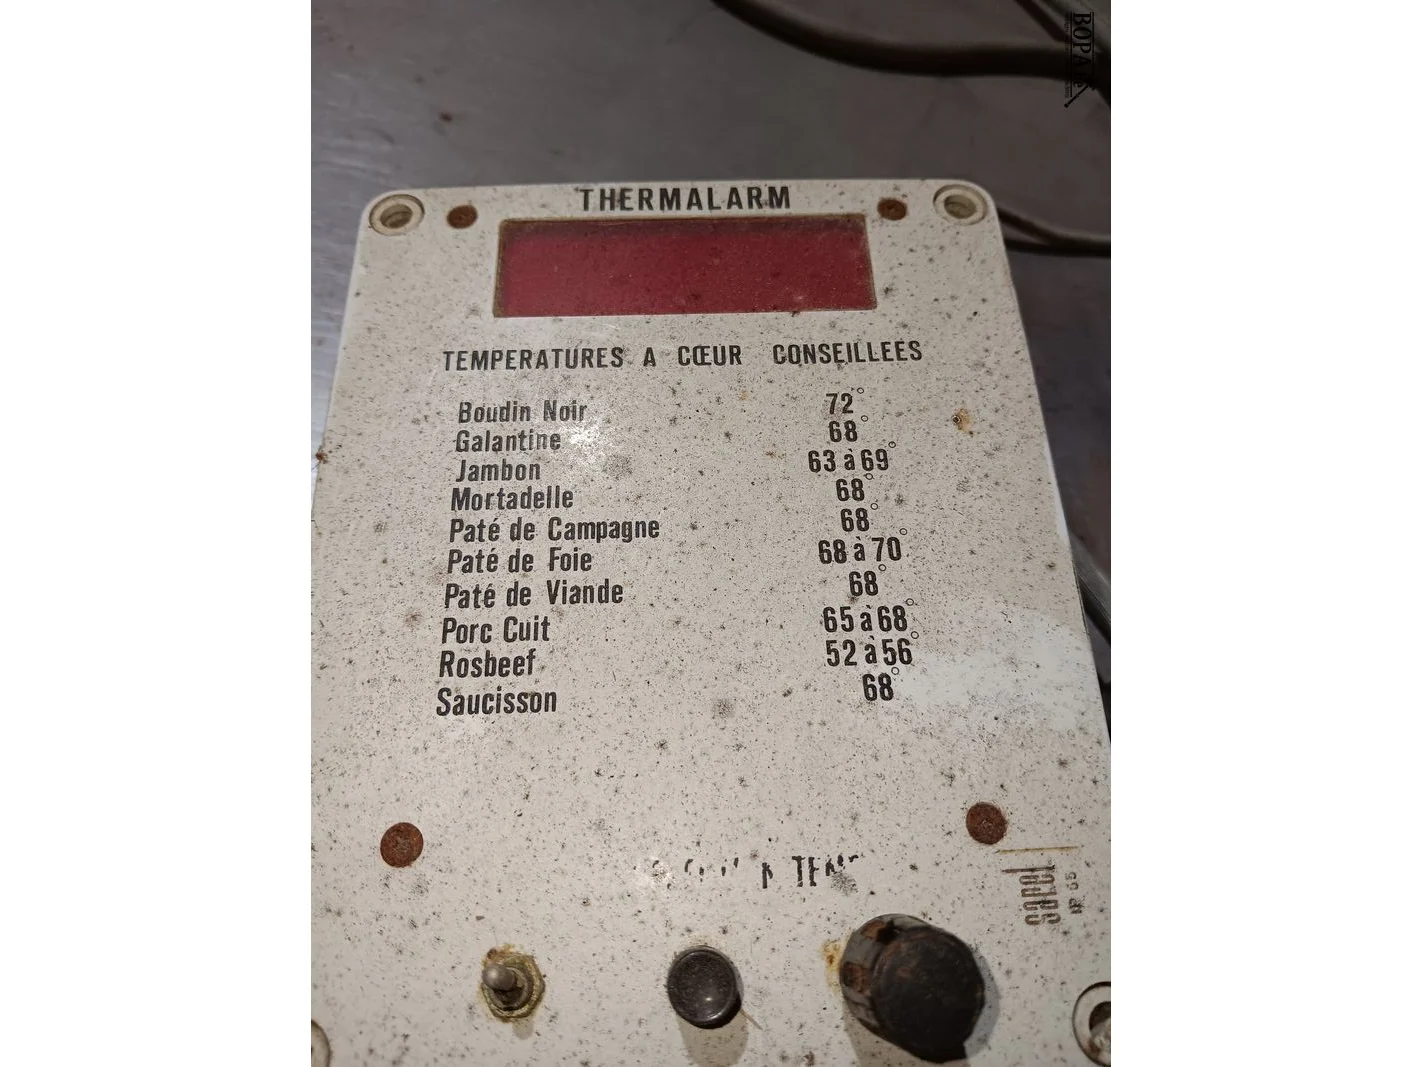 BOPA
THERMALARM
TEMPERATURES A CŒUR CONSEILLEES
Boudin Noir 72°
Galantine 68°
Jambon 63 à 69°
Mortadelle 68°
Paté de Campagne 68°
Paté de Foie 68 à 70°
Paté de Viande 68°
Porc Cuit 65 à 68°
Rosbeef 52 à 56°
Saucisson 68°